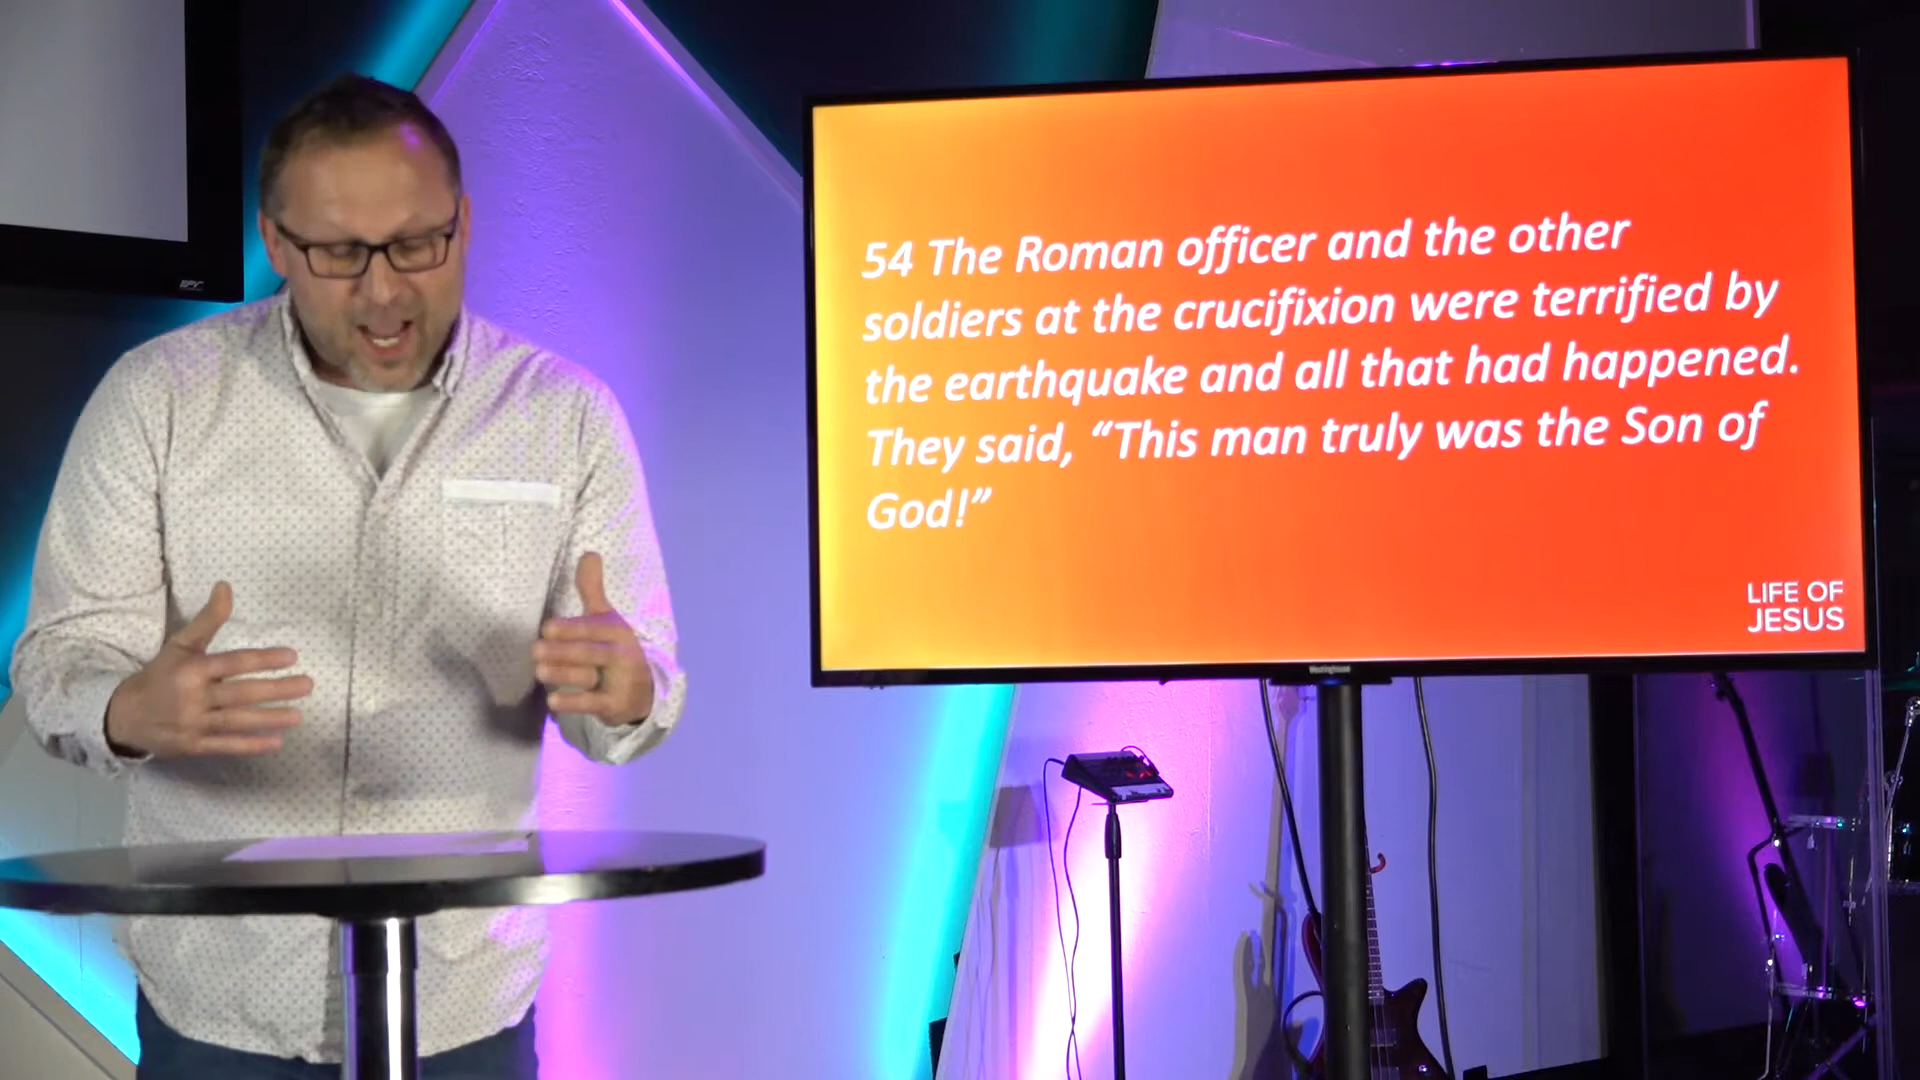 54 The Roman officer and the other
soldiers at the crucifixion were terrified by
the earthquake and all that had happened.
They said, “This man truly was the Son of
God!”
LIFE OF
JESUS
Westinghouse